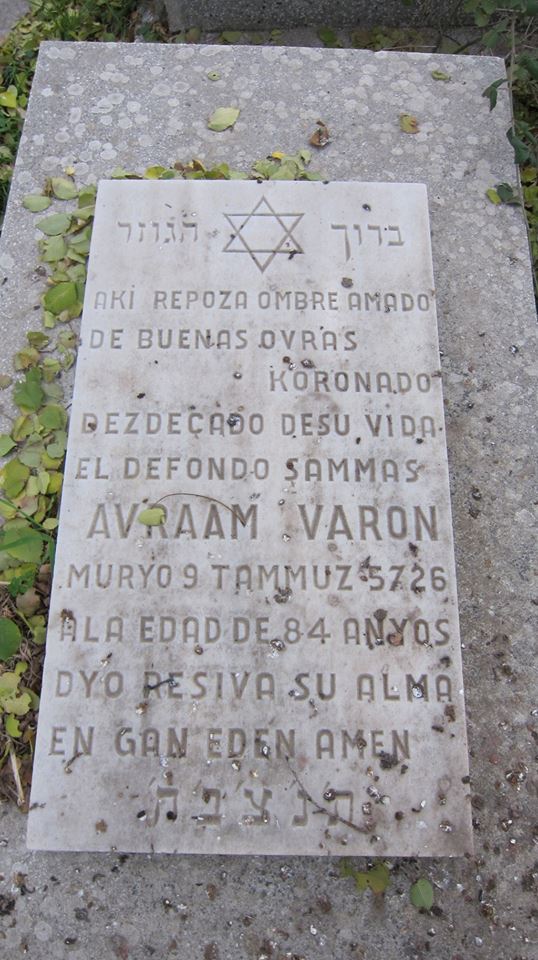 ברוך הגוזר
AKI REPOZA OMBRE AMADO
DE BUENAS OVRAS
KORONADO
DEZDEÇADO DESU VIDA
EL DEFONDO ŞAMMAS
AVRAAM VARON
MURYO 9 TAMMUZ 5726
ALA EDAD DE 84 ANYOS
DYO RESIVA SU ALMA
EN GAN EDEN AMEN
ת'נ'צ'ב'ה'